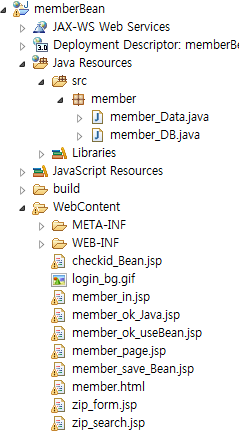 memberBean
JAX-WS Web Services
Deployment Descriptor: memberBe
Java Resources
src
member
member_Data.java
member_DB.java
Libraries
JavaScript Resources
build
WebContent
META-INF
WEB-INF
checkid_Bean.jsp
login_bg.gif
member_in.jsp
member_ok_Java.jsp
member_ok_useBean.jsp
member_page.jsp
member_save_Bean.jsp
member.html
zip_form.jsp
zip_search.jsp